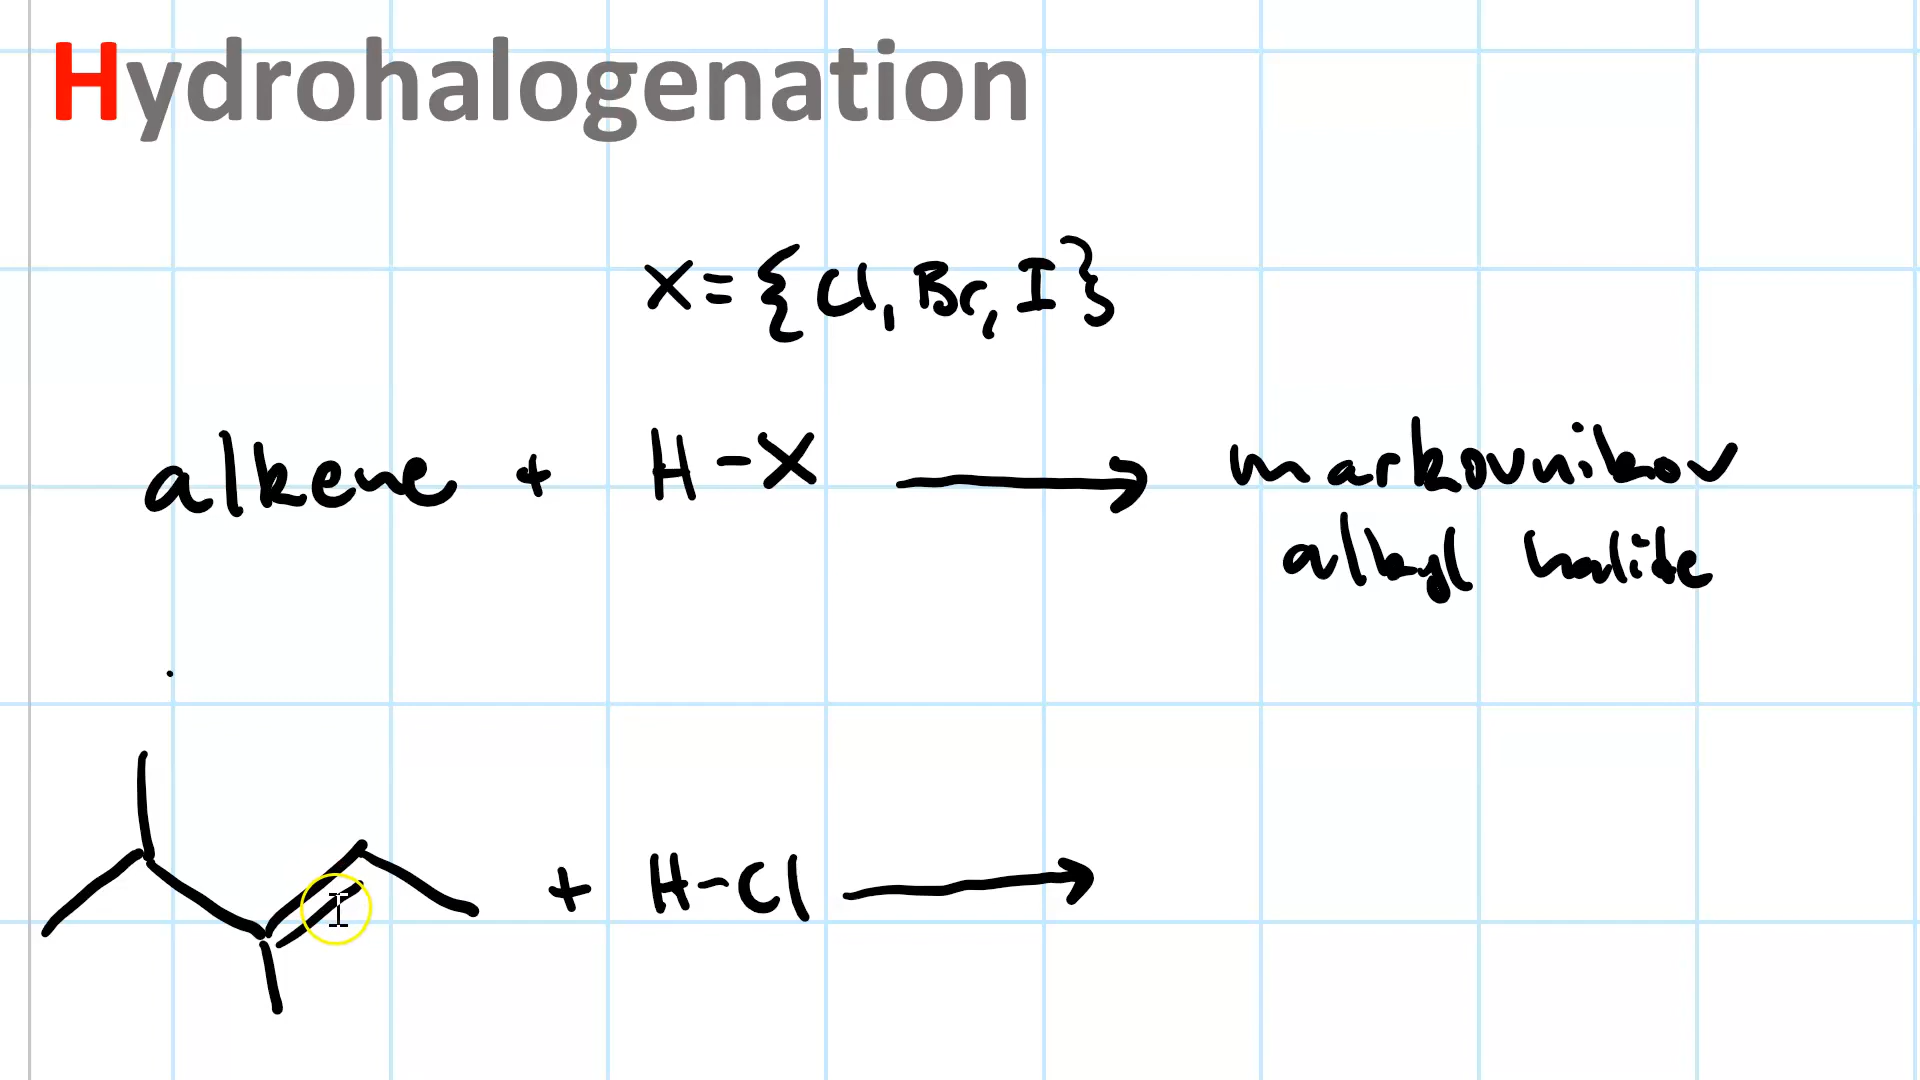 Hydrohalogenation
X = {Cl, Br, I}
alkene + H-X → markovnikov
alkyl halide
+ H-Cl →